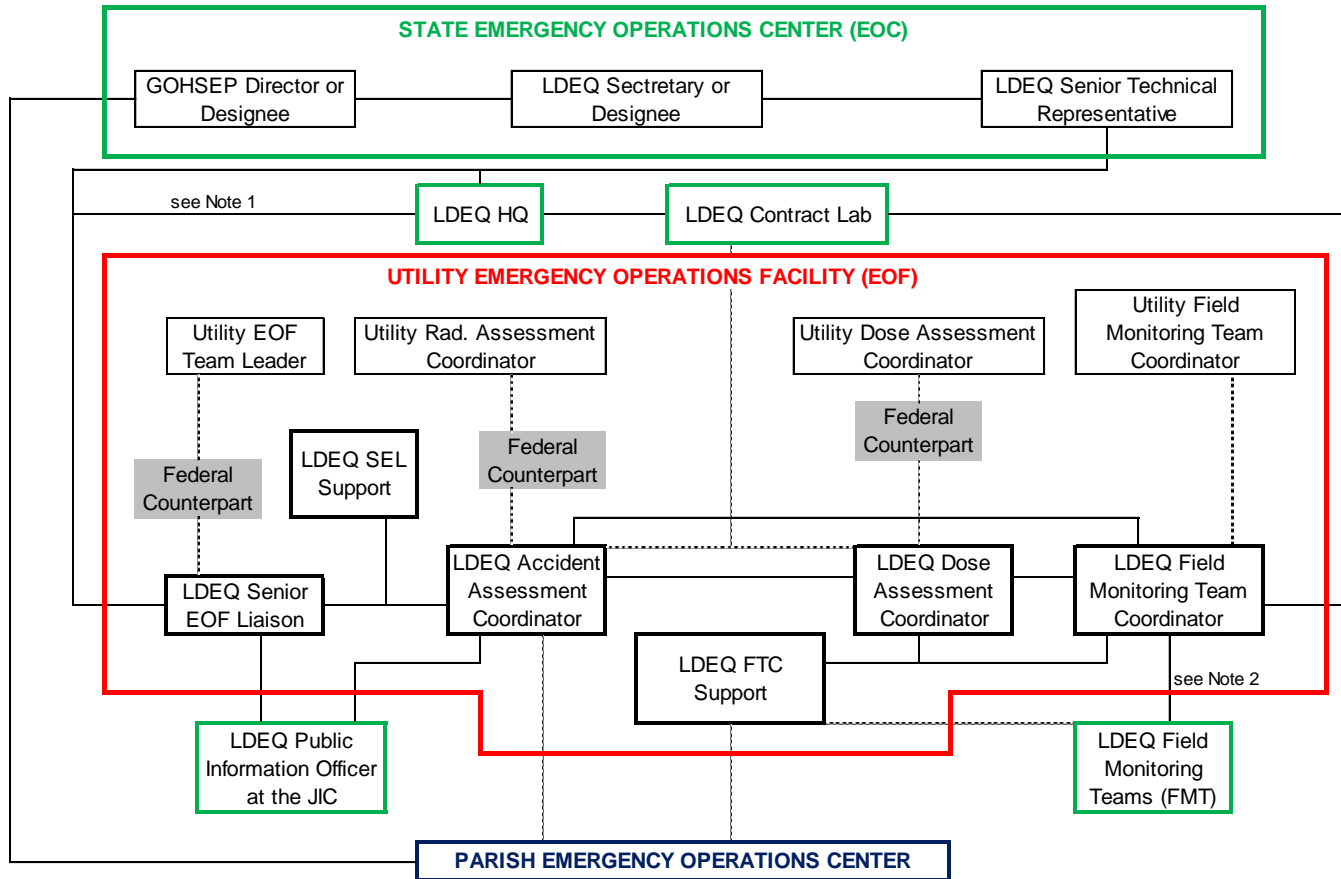 STATE EMERGENCY OPERATIONS CENTER (EOC)
GOHSEP Director or
Designee
LDEQ Sectretary or
Designee
LDEQ Senior Technical
Representative
see Note 1
LDEQ HQ
LDEQ Contract Lab
UTILITY EMERGENCY OPERATIONS FACILITY (EOF)
Utility EOF
Team Leader
Utility Rad. Assessment
Coordinator
Utility Dose Assessment
Coordinator
Utility Field
Monitoring Team
Coordinator
Federal
Counterpart
LDEQ SEL
Support
Federal
Counterpart
Federal
Counterpart
LDEQ Senior
EOF Liaison
LDEQ Accident
Assessment
Coordinator
LDEQ Dose
Assessment
Coordinator
LDEQ Field
Monitoring Team
Coordinator
LDEQ FTC
Support
see Note 2
LDEQ Public
Information Officer
at the JIC
LDEQ Field
Monitoring
Teams (FMT)
PARISH EMERGENCY OPERATIONS CENTER